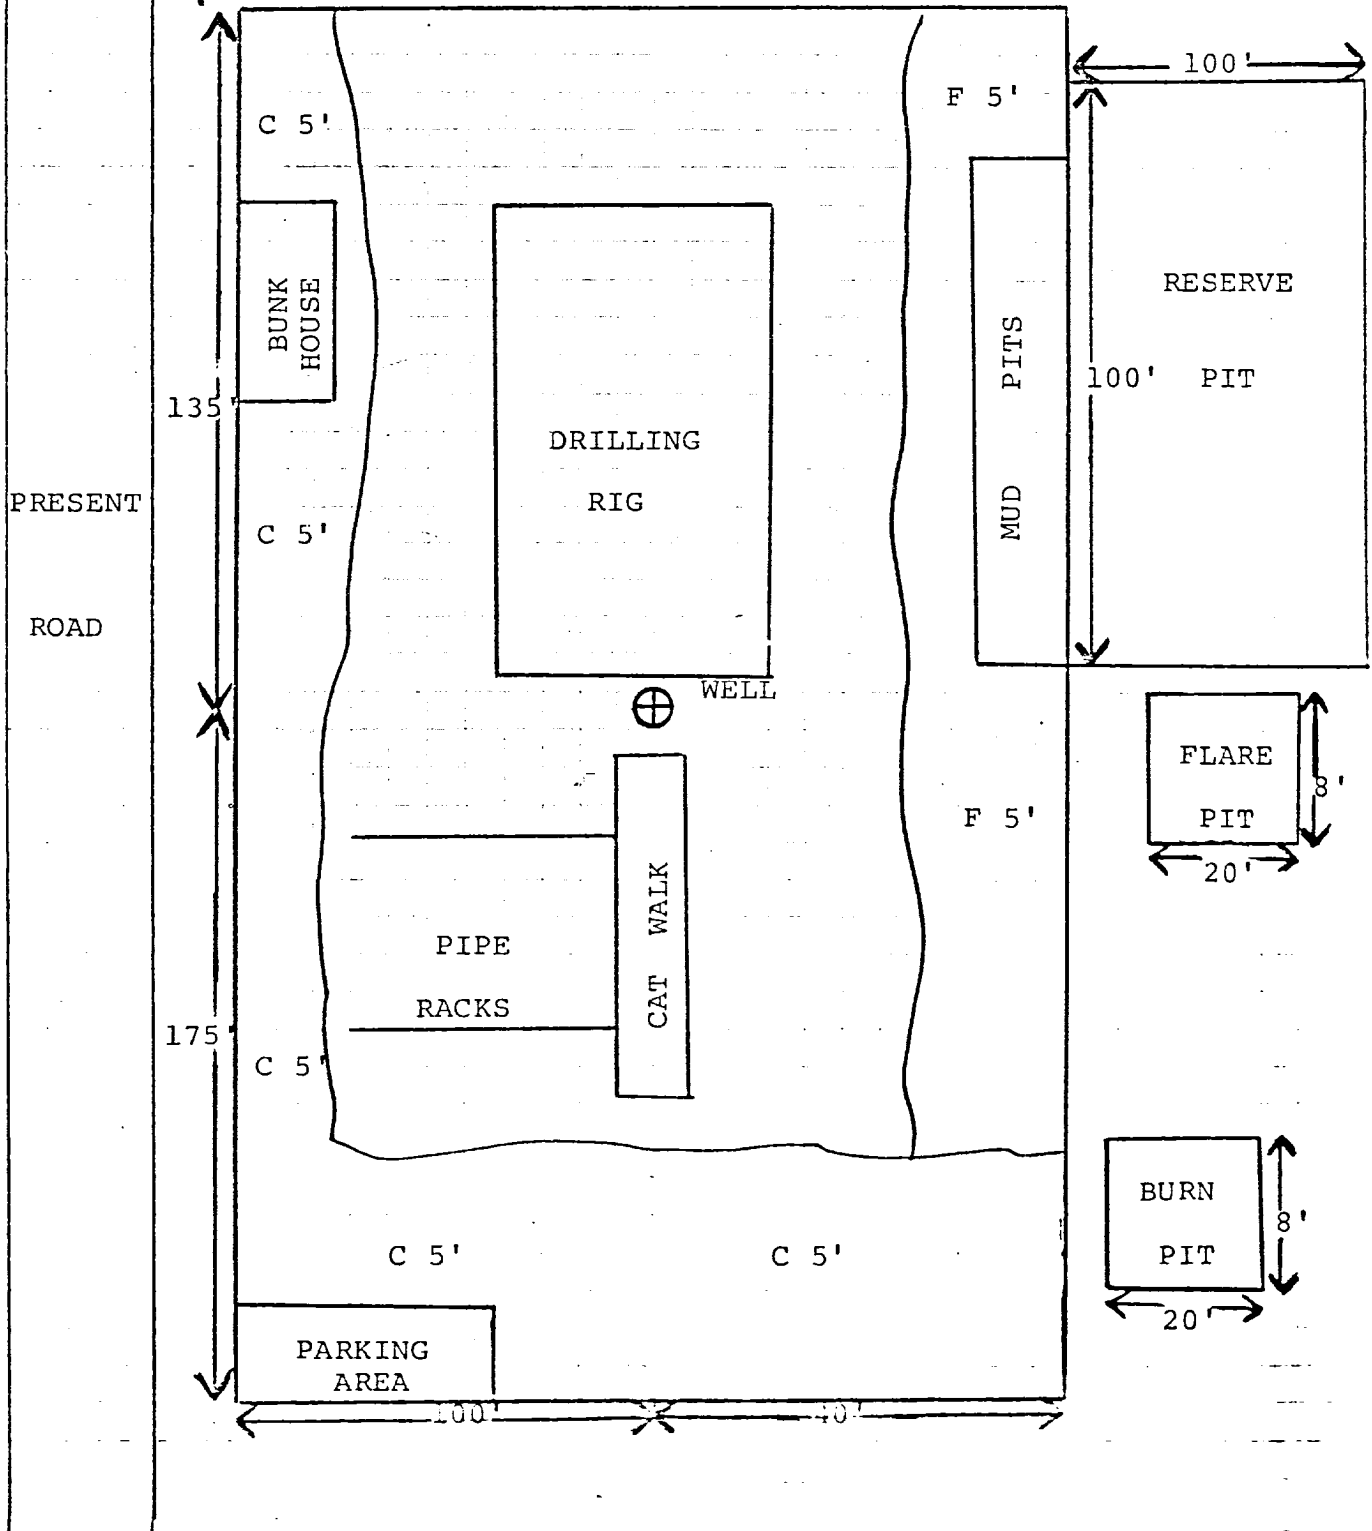 100'
F 5'
C 5'
RESERVE
PIT
BUNK
HOUSE
MUD PITS
100'
135'
DRILLING
RIG
PRESENT
ROAD
C 5'
WELL
FLARE
PIT
8'
20'
F 5'
CAT WALK
PIPE
RACKS
175'
C 5'
BURN
PIT
8'
20'
C 5'
C 5'
PARKING
AREA
100'
40'